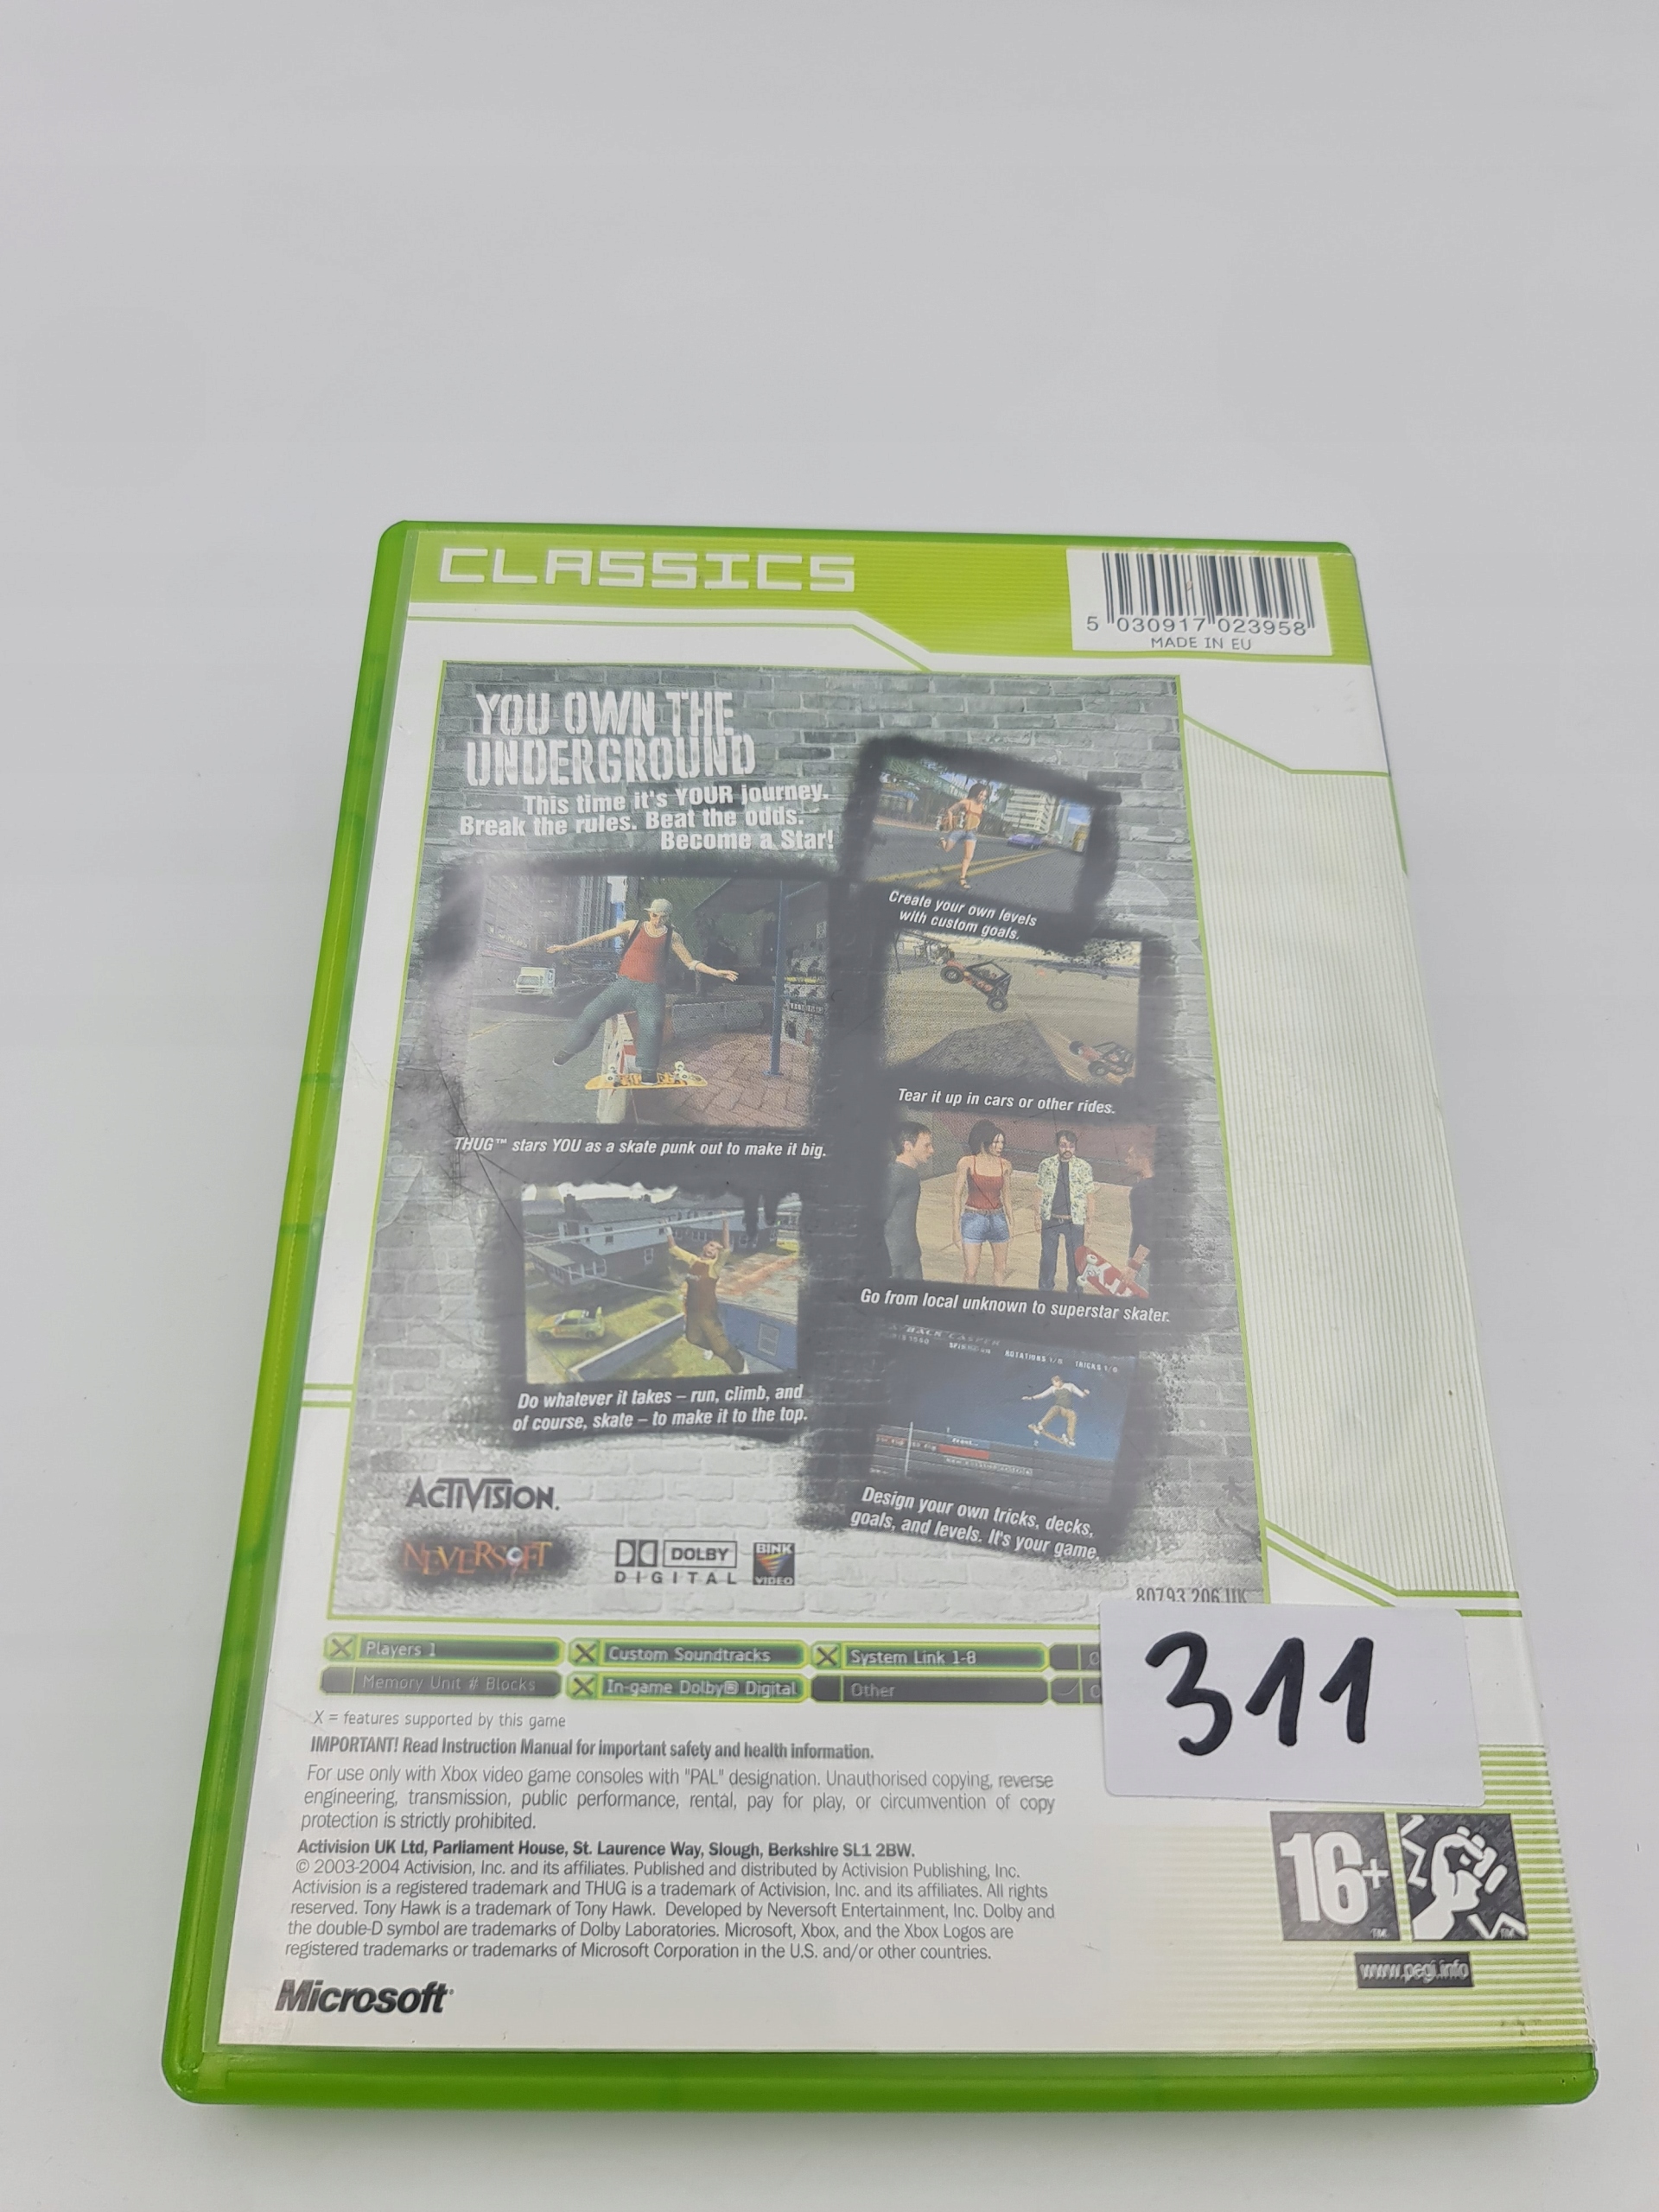 CLASSICS
5 030917 023958
MADE IN EU
YOU OWN THE
UNDERGROUND
This time it's YOUR journey.
Break the rules. Beat the odds.
Become a Star!
Create your own levels
with custom goals.
Tear it up in cars or other rides.
THUG™ stars YOU as a skate punk out to make it big.
Go from local unknown to superstar skater.
BACK CASPER
ROTATIONS 1/8 TRICKS 1/8
Do whatever it takes – run, climb, and
of course, skate – to make it to the top.
Design your own tricks, decks,
goals, and levels. It's your game.
ACTIVISION.
NEVERSOFT
DOLBY
DIGITAL
BINK
VIDEO
80793.206.UK
Players 1
Custom Soundtracks
System Link 1-8
Memory Unit # Blocks
In-game Dolby® Digital
Other
311
X = features supported by this game
IMPORTANT! Read Instruction Manual for important safety and health information.
For use only with Xbox video game consoles with "PAL" designation. Unauthorised copying, reverse
engineering, transmission, public performance, rental, pay for play, or circumvention of copy
protection is strictly prohibited.
Activision UK Ltd, Parliament House, St. Laurence Way, Slough, Berkshire SL1 2BW.
© 2003-2004 Activision, Inc. and its affiliates. Published and distributed by Activision Publishing, Inc.
Activision is a registered trademark and THUG is a trademark of Activision, Inc. and its affiliates. All rights
reserved. Tony Hawk is a trademark of Tony Hawk. Developed by Neversoft Entertainment, Inc. Dolby and
the double-D symbol are trademarks of Dolby Laboratories. Microsoft, Xbox, and the Xbox Logos are
registered trademarks or trademarks of Microsoft Corporation in the U.S. and/or other countries.
16+
www.pegi.info
Microsoft